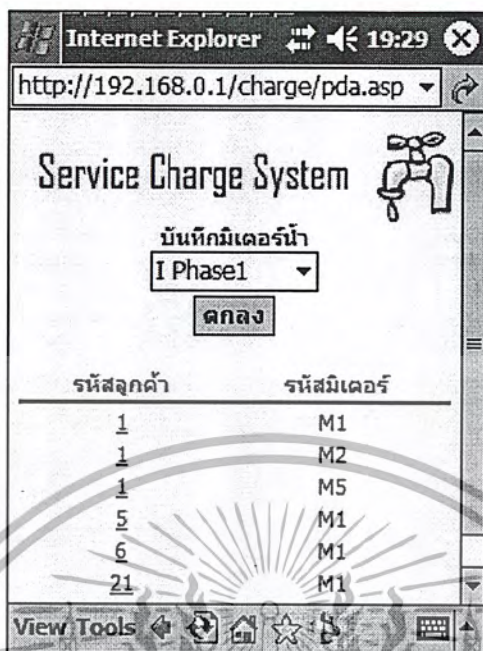 Internet Explorer 19:29
http://192.168.0.1/charge/pda.asp
Service Charge System
บันทึกมิเตอร์น้ำ
I Phase1
ตกลง
รหัสลูกค้า รหัสมิเตอร์
1 M1
1 M2
1 M5
5 M1
6 M1
21 M1
View Tools